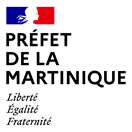 PRÉFET
DE LA
MARTINIQUE
Liberté
Égalité
Fraternité